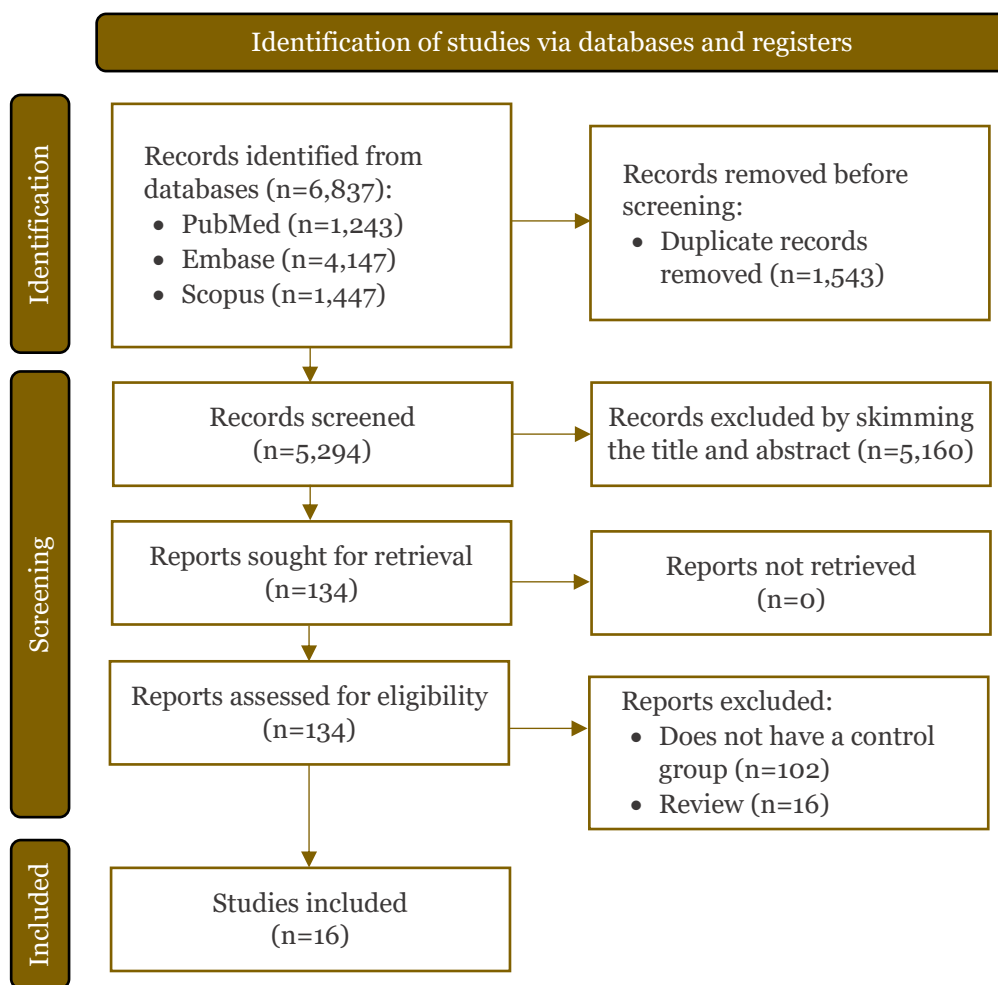 Identification of studies via databases and registers
Identification
Records identified from
databases (n=6,837):
• PubMed (n=1,243)
• Embase (n=4,147)
• Scopus (n=1,447)
Records removed before
screening:
• Duplicate records
removed (n=1,543)
Screening
Records screened
(n=5,294)
Records excluded by skimming
the title and abstract (n=5,160)
Reports sought for retrieval
(n=134)
Reports not retrieved
(n=0)
Reports assessed for eligibility
(n=134)
Reports excluded:
• Does not have a control
group (n=102)
• Review (n=16)
Included
Studies included
(n=16)